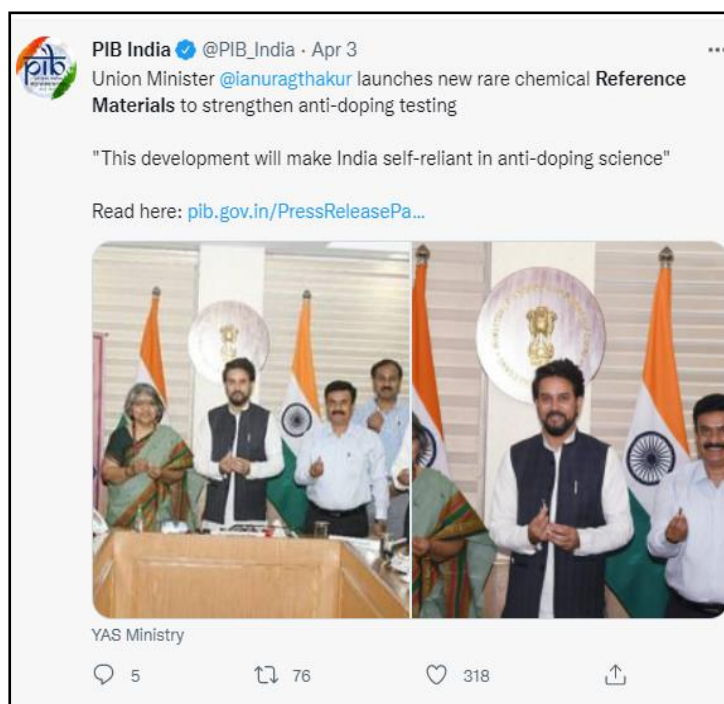 PIB India @PIB_India · Apr 3
Union Minister @ianuragthakur launches new rare chemical Reference
Materials to strengthen anti-doping testing
"This development will make India self-reliant in anti-doping science"
Read here: pib.gov.in/PressReleasePa...
YAS Ministry
5 76 318